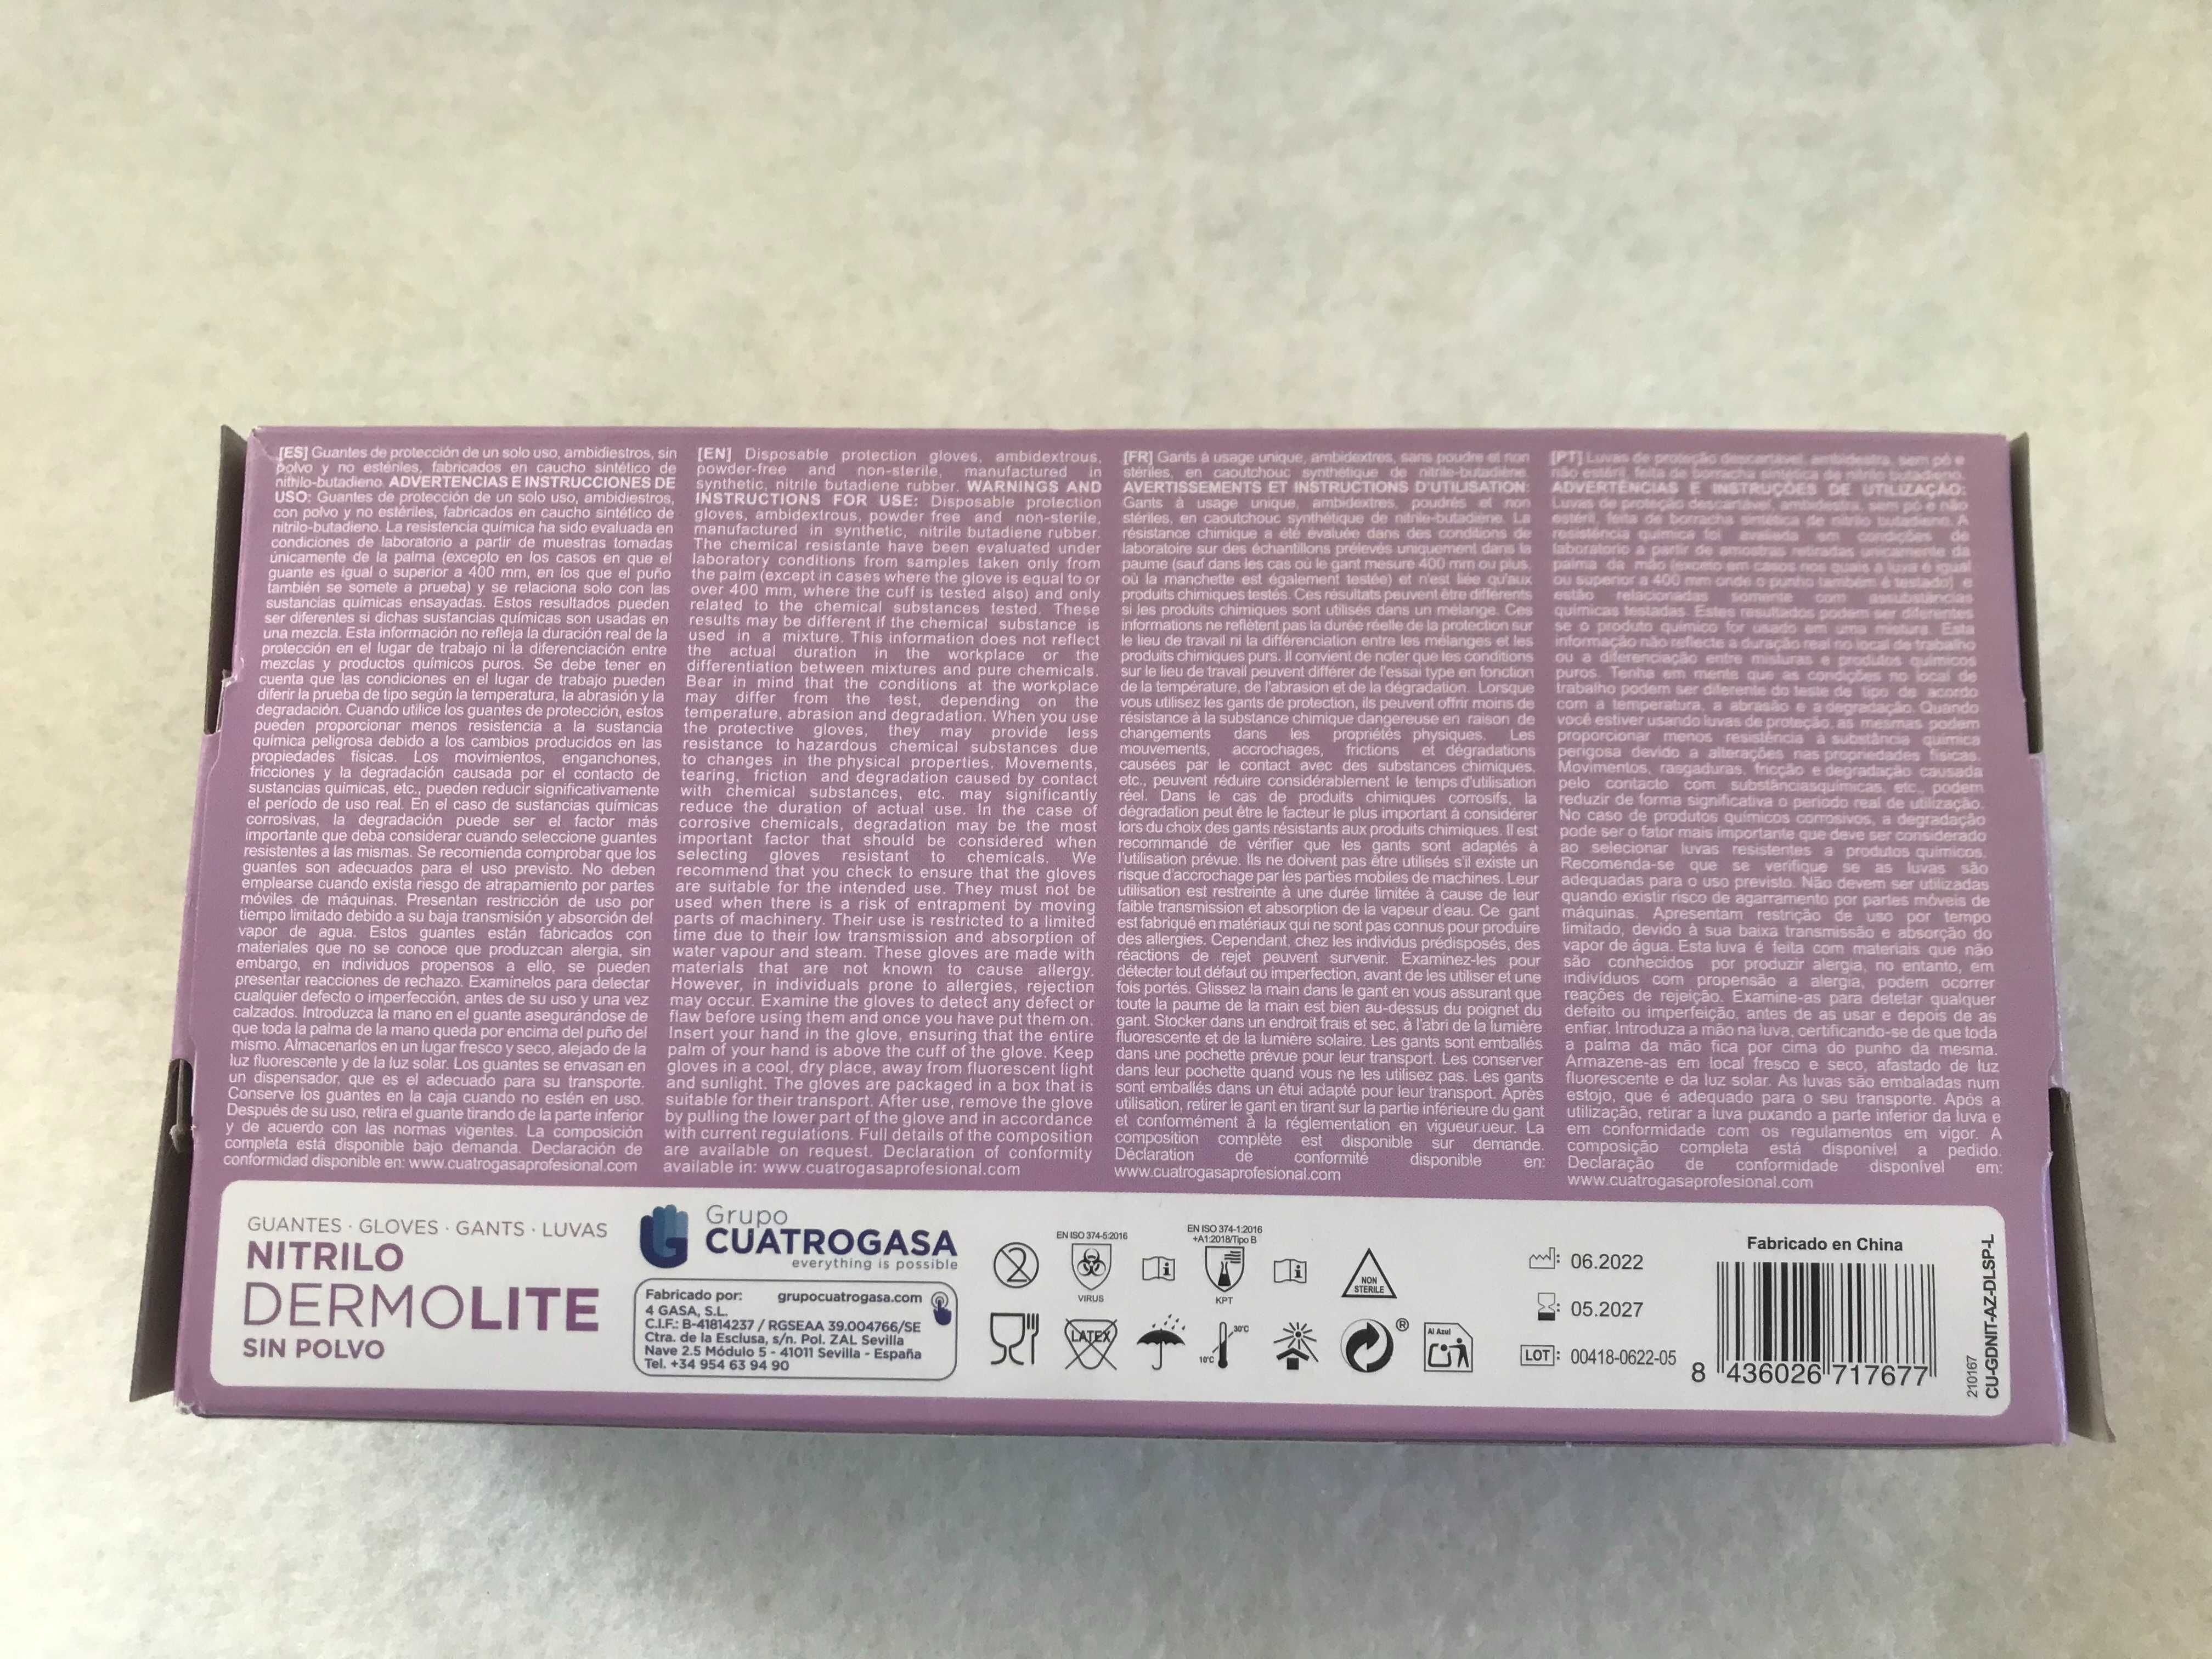 [ES] Guantes de protección de un solo uso, ambidiestros, sin
polvo y no estériles, fabricados en caucho sintético de
nitrilo-butadieno. ADVERTENCIAS E INSTRUCCIONES DE
USO: Guantes de protección de un solo uso, ambidiestros,
con polvo y no estériles, fabricados en caucho sintético de
nitrilo-butadieno. La resistencia química ha sido evaluada en
condiciones de laboratorio a partir de muestras tomadas
únicamente de la palma (excepto en los casos en que el
guante es igual o superior a 400 mm, en los que el puño
también se somete a prueba) y se relaciona solo con las
sustancias químicas ensayadas. Estos resultados pueden
ser diferentes si dichas sustancias químicas son usadas en
una mezcla. Esta información no refleja la duración real de la
protección en el lugar de trabajo ni la diferenciación entre
mezclas y productos químicos puros. Se debe tener en
cuenta que las condiciones en el lugar de trabajo pueden
diferir la prueba de tipo según la temperatura, la abrasión y la
degradación. Cuando utilice los guantes de protección, estos
pueden proporcionar menos resistencia a la sustancia
química peligrosa debido a los cambios producidos en las
propiedades físicas. Los movimientos, enganchones,
fricciones y la degradación causada por el contacto de
sustancias químicas, etc., pueden reducir significativamente
el período de uso real. En el caso de sustancias químicas
corrosivas, la degradación puede ser el factor más
importante que deba considerar cuando seleccione guantes
resistentes a las mismas. Se recomienda comprobar que los
guantes son adecuados para el uso previsto. No deben
emplearse cuando exista riesgo de atrapamiento por partes
móviles de máquinas. Presentan restricción de uso por
tiempo limitado debido a su baja transmisión y absorción del
vapor de agua. Estos guantes están fabricados con
materiales que no se conoce que produzcan alergia, sin
embargo, en individuos propensos a ello, se pueden
presentar reacciones de rechazo. Examínelos para detectar
cualquier defecto o imperfección, antes de su uso y una vez
calzados. Introduzca la mano en el guante asegurándose de
que toda la palma de la mano queda por encima del puño del
mismo. Almacenarlos en un lugar fresco y seco, alejado de la
luz fluorescente y de la luz solar. Los guantes se envasan en
un dispensador, que es el adecuado para su transporte.
Conserve los guantes en la caja cuando no estén en uso.
Después de su uso, retira el guante tirando de la parte inferior
y de acuerdo con las normas vigentes. La composición
completa está disponible bajo demanda. Declaración de
conformidad disponible en: www.cuatrogasaprofesional.com
[EN] Disposable protection gloves, ambidextrous,
powder-free and non-sterile, manufactured in
synthetic, nitrile butadiene rubber. WARNINGS AND
INSTRUCTIONS FOR USE: Disposable protection
gloves, ambidextrous, powder free and non-sterile,
manufactured in synthetic, nitrile butadiene rubber.
The chemical resistante have been evaluated under
laboratory conditions from samples taken only from
the palm (except in cases where the glove is equal to or
over 400 mm, where the cuff is tested also) and only
related to the chemical substances tested. These
results may be different if the chemical substance is
used in a mixture. This information does not reflect
the actual duration in the workplace or the
differentiation between mixtures and pure chemicals.
Bear in mind that the conditions at the workplace
may differ from the test, depending on the
temperature, abrasion and degradation. When you use
the protective gloves, they may provide less
resistance to hazardous chemical substances due
to changes in the physical properties. Movements,
tearing, friction and degradation caused by contact
with chemical substances, etc. may significantly
reduce the duration of actual use. In the case of
corrosive chemicals, degradation may be the most
important factor that should be considered when
selecting gloves resistant to chemicals. We
recommend that you check to ensure that the gloves
are suitable for the intended use. They must not be
used when there is a risk of entrapment by moving
parts of machinery. Their use is restricted to a limited
time due to their low transmission and absorption of
water vapour and steam. These gloves are made with
materials that are not known to cause allergy.
However, in individuals prone to allergies, rejection
may occur. Examine the gloves to detect any defect or
flaw before using them and once you have put them on.
Insert your hand in the glove, ensuring that the entire
palm of your hand is above the cuff of the glove. Keep
gloves in a cool, dry place, away from fluorescent light
and sunlight. The gloves are packaged in a box that is
suitable for their transport. After use, remove the glove
by pulling the lower part of the glove and in accordance
with current regulations. Full details of the composition
are available on request. Declaration of conformity
available in: www.cuatrogasaprofesional.com
[FR] Gants à usage unique, ambidextres, sans poudre et non
stériles, en caoutchouc synthétique de nitrile-butadiène.
AVERTISSEMENTS ET INSTRUCTIONS D'UTILISATION:
Gants à usage unique, ambidextres, poudrés et non
stériles, en caoutchouc synthétique de nitrile-butadiène. La
résistance chimique a été évaluée dans des conditions de
laboratoire sur des échantillons prélevés uniquement dans la
paume (sauf dans les cas où le gant mesure 400 mm ou plus,
où la manchette est également testée) et n'est liée qu'aux
produits chimiques testés. Ces résultats peuvent être différents
si les produits chimiques sont utilisés dans un mélange. Ces
informations ne reflètent pas la durée réelle de la protection sur
le lieu de travail ni la différenciation entre les mélanges et les
produits chimiques purs. Il convient de noter que les conditions
sur le lieu de travail peuvent différer de l'essai type en fonction
de la température, de l'abrasion et de la dégradation. Lorsque
vous utilisez les gants de protection, ils peuvent offrir moins de
résistance à la substance chimique dangereuse en raison de
changements dans les propriétés physiques. Les
mouvements, accrochages, frictions et dégradations
causées par le contact avec des substances chimiques,
etc., peuvent réduire considérablement le temps d'utilisation
réel. Dans le cas de produits chimiques corrosifs, la
dégradation peut être le facteur le plus important à considérer
lors du choix des gants résistants aux produits chimiques. Il est
recommandé de vérifier que les gants sont adaptés à
l'utilisation prévue. Ils ne doivent pas être utilisés s'il existe un
risque d'accrochage par les parties mobiles de machines. Leur
utilisation est restreinte à une durée limitée à cause de leur
faible transmission et absorption de la vapeur d'eau. Ce gant
est fabriqué en matériaux qui ne sont pas connus pour produire
des allergies. Cependant, chez les individus prédisposés, des
réactions de rejet peuvent survenir. Examinez-les pour
détecter tout défaut ou imperfection, avant de les utiliser et une
fois portés. Glissez la main dans le gant en vous assurant que
toute la paume de la main est bien au-dessus du poignet du
gant. Stocker dans un endroit frais et sec, à l'abri de la lumière
fluorescente et de la lumière solaire. Les gants sont emballés
dans une pochette prévue pour leur transport. Les conserver
dans leur pochette quand vous ne les utilisez pas. Les gants
sont emballés dans un étui adapté pour leur transport. Après
utilisation, retirer le gant en tirant sur la partie inférieure du gant
et conformément à la réglementation en vigueur.ueur. La
composition complète est disponible sur demande.
Déclaration de conformité disponible en:
www.cuatrogasaprofesional.com
[PT] Luvas de proteção descartável, ambidestra, sem pó e
não estéril, feita de borracha sintética de nitrilo butadieno.
ADVERTÊNCIAS E INSTRUÇÕES DE UTILIZAÇÃO:
Luvas de proteção descartável, ambidestra, sem pó e não
estéril, feita de borracha sintética de nitrilo butadieno. A
resistência química foi avaliada em condições de
laboratorio a partir de amostras retiradas unicamente da
palma da mão (exceto em casos nos quais a luva é igual
ou superior a 400 mm onde o punho também é testado) e
estão relacionadas somente com assubstâncias
químicas testadas. Estes resultados podem ser diferentes
se o produto químico for usado em uma mistura. Esta
informação não reflecte a duração real no local de trabalho
ou a diferenciação entre misturas e produtos químicos
puros. Tenha em mente que as condições no local de
trabalho podem ser diferente do teste de tipo de acordo
com a temperatura, a abrasão e a degradação. Quando
você estiver usando luvas de proteção, as mesmas podem
proporcionar menos resistência à substância química
perigosa devido a alterações nas propriedades físicas.
Movimentos, rasgaduras, fricção e degradação causada
pelo contacto com substânciasquímicas, etc., podem
reduzir de forma significativa o período real de utilização.
No caso de produtos químicos corrosivos, a degradação
pode ser o fator mais importante que deve ser considerado
ao selecionar luvas resistentes a produtos químicos.
Recomenda-se que se verifique se as luvas são
adequadas para o uso previsto. Não devem ser utilizadas
quando existir risco de agarramento por partes móveis de
máquinas. Apresentam restrição de uso por tempo
limitado, devido à sua baixa transmissão e absorção do
vapor de água. Esta luva é feita com materiais que não
são conhecidos por produzir alergia, no entanto, em
indivíduos com propensão a alergia, podem ocorrer
reações de rejeição. Examine-as para detetar qualquer
defeito ou imperfeição, antes de as usar e depois de as
enfiar. Introduza a mão na luva, certificando-se de que toda
a palma da mão fica por cima do punho da mesma.
Armazene-as em local fresco e seco, afastado de luz
fluorescente e da luz solar. As luvas são embaladas num
estojo, que é adequado para o seu transporte. Após a
utilização, retirar a luva puxando a parte inferior da luva e
em conformidade com os regulamentos em vigor. A
composição completa está disponível a pedido.
Declaração de conformidade disponível em:
www.cuatrogasaprofesional.com
GUANTES · GLOVES · GANTS · LUVAS
NITRILO
DERMOLITE
SIN POLVO
Grupo
CUATROGASA
everything is possible
Fabricado por: grupocuatrogasa.com
4 GASA, S.L.
C.I.F.: B-41814237 / RGSEAA 39.004766/SE
Ctra. de la Esclusa, s/n. Pol. ZAL Sevilla
Nave 2.5 Módulo 5 - 41011 Sevilla - España
Tel. +34 954 63 94 90
2
EN ISO 374-5:2016
i
VIRUS
EN ISO 374-1:2016
+A1:2018/Tipo B
i
KPT
NON
STERILE
LATEX
30ºC
10ºC
®
Al Azul
06.2022
05.2027
LOT: 00418-0622-05
Fabricado en China
8 436026 717677
210167
CU-GDNIT-AZ-DLSP-L